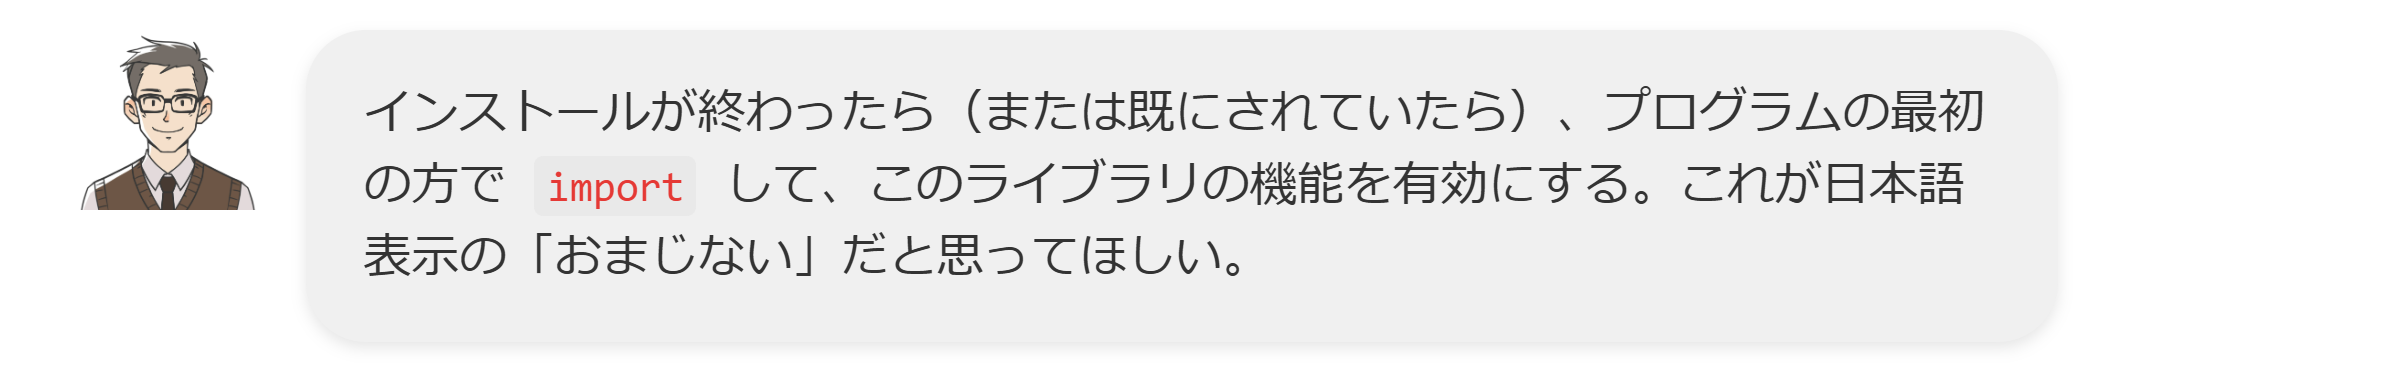 インストールが終わったら（または既にされていたら）、プログラムの最初
の方で import して、このライブラリの機能を有効にする。これが日本語
表示の「おまじない」だと思ってほしい。